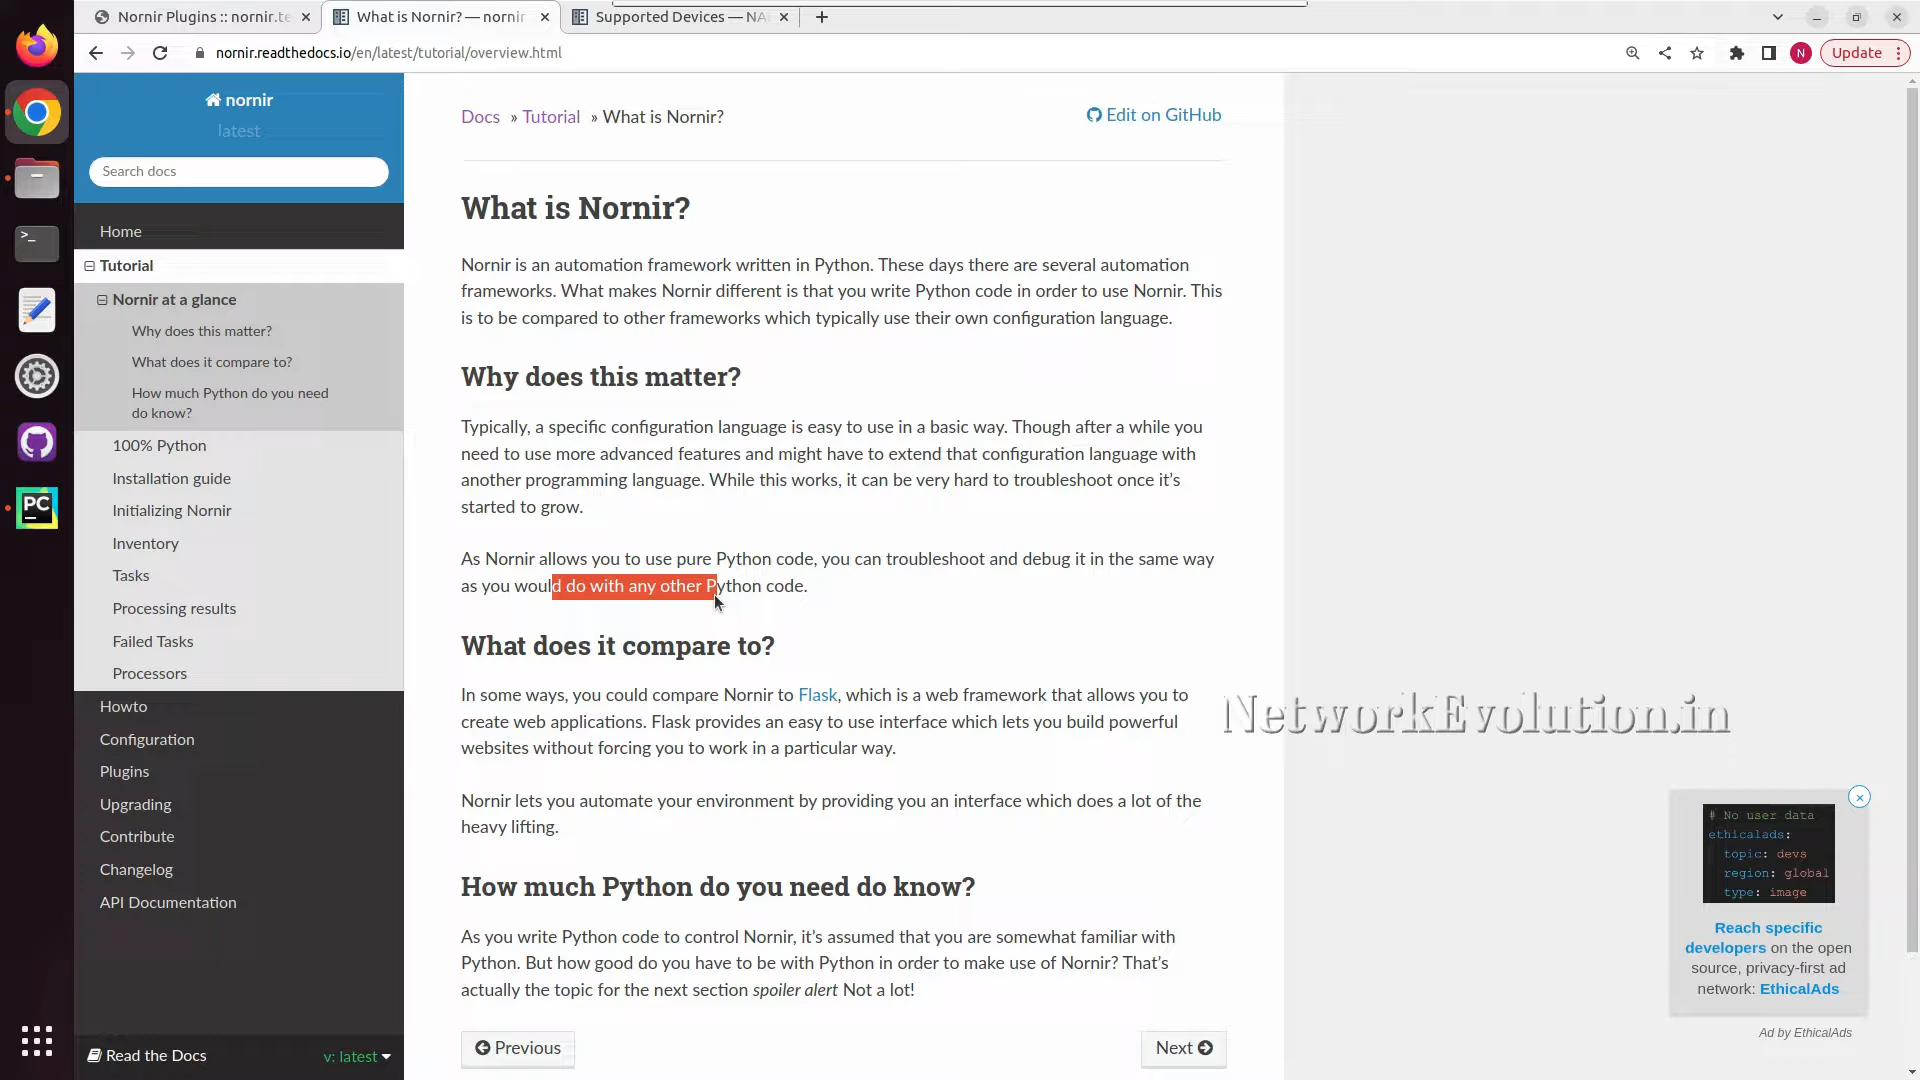 Nornir Plugins :: nornir.te
What is Nornir? — nornir
Supported Devices — NA
nornir.readthedocs.io/en/latest/tutorial/overview.html
N
Update
nornir
latest
Search docs
Home
Tutorial
Nornir at a glance
Why does this matter?
What does it compare to?
How much Python do you need
do know?
100% Python
Installation guide
Initializing Nornir
Inventory
Tasks
Processing results
Failed Tasks
Processors
Howto
Configuration
Plugins
Upgrading
Contribute
Changelog
API Documentation
Read the Docs
v: latest
Docs » Tutorial » What is Nornir?
Edit on GitHub
What is Nornir?
Nornir is an automation framework written in Python. These days there are several automation
frameworks. What makes Nornir different is that you write Python code in order to use Nornir. This
is to be compared to other frameworks which typically use their own configuration language.
Why does this matter?
Typically, a specific configuration language is easy to use in a basic way. Though after a while you
need to use more advanced features and might have to extend that configuration language with
another programming language. While this works, it can be very hard to troubleshoot once it's
started to grow.
As Nornir allows you to use pure Python code, you can troubleshoot and debug it in the same way
as you would do with any other Python code.
What does it compare to?
In some ways, you could compare Nornir to Flask, which is a web framework that allows you to
create web applications. Flask provides an easy to use interface which lets you build powerful
websites without forcing you to work in a particular way.
Nornir lets you automate your environment by providing you an interface which does a lot of the
heavy lifting.
How much Python do you need do know?
As you write Python code to control Nornir, it's assumed that you are somewhat familiar with
Python. But how good do you have to be with Python in order to make use of Nornir? That's
actually the topic for the next section spoiler alert Not a lot!
Previous
Next
NetworkEvolution.in
# No user data
ethicalads:
topic: devs
region: global
type: image
Reach specific
developers on the open
source, privacy-first ad
network: EthicalAds
Ad by EthicalAds
>_
PC